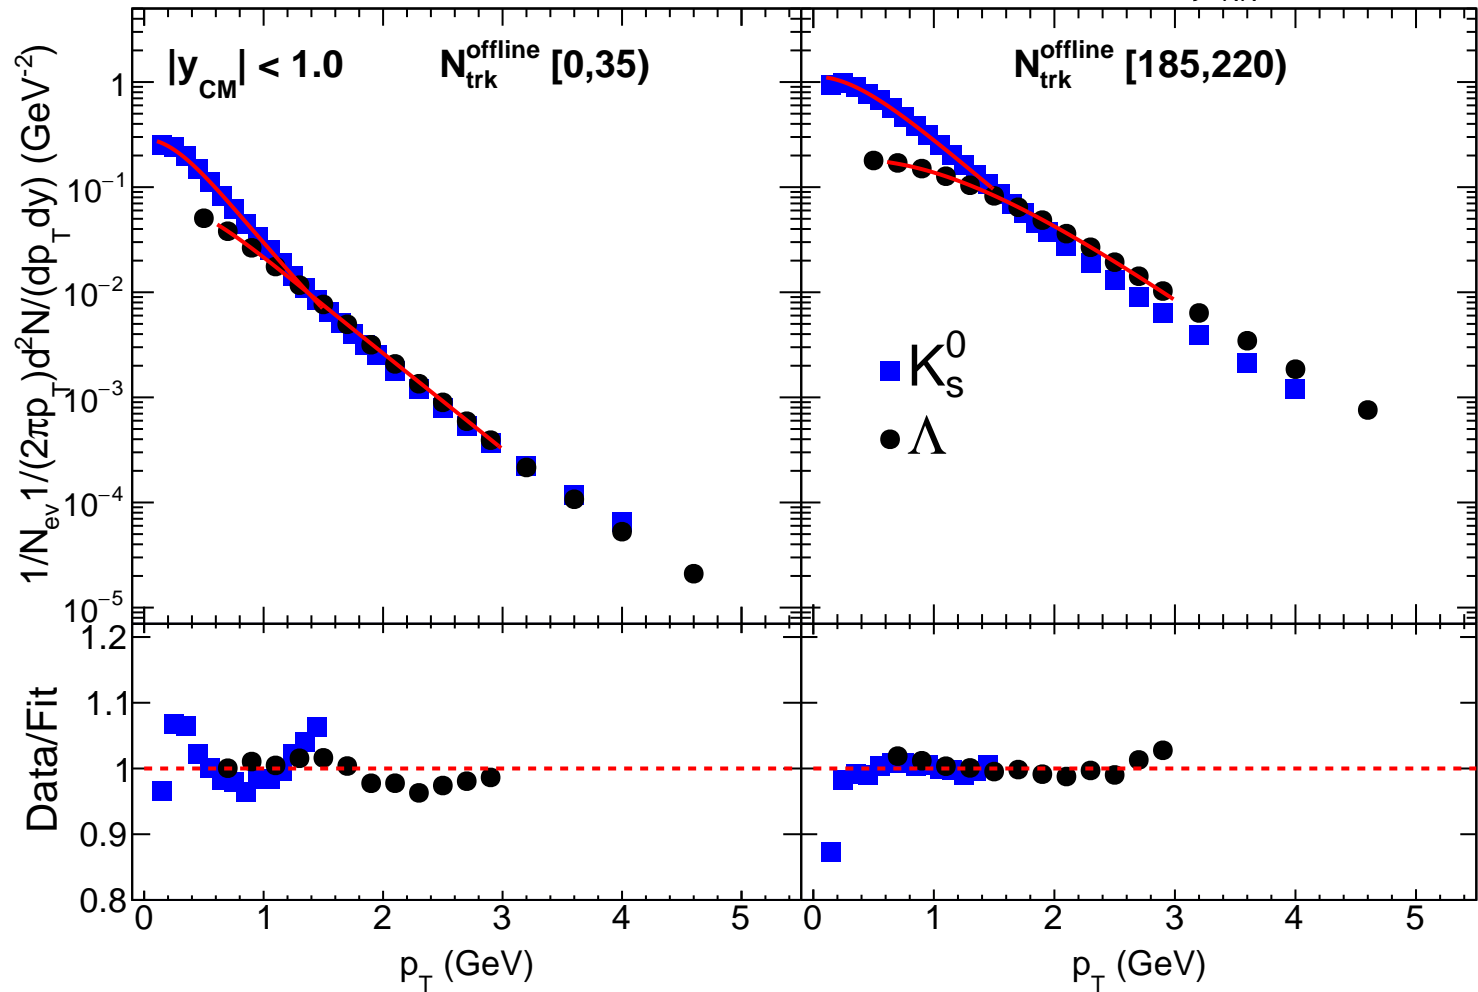 |y_CM| < 1.0
N_trk^offline [0,35)
N_trk^offline [185,220)
1/N_ev 1/(2πp_T)d²N/(dp_T dy) (GeV⁻²)
1
10⁻¹
10⁻²
10⁻³
10⁻⁴
10⁻⁵
K_s^0
Λ
Data/Fit
1.2
1.1
1
0.9
0.8
0 1 2 3 4 5
0 1 2 3 4 5
p_T (GeV)
p_T (GeV)